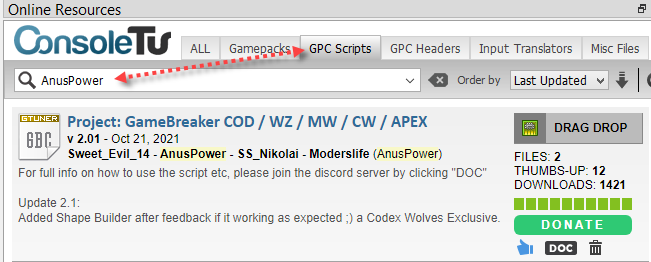 Online Resources
ConsoleTu
ALL
Gamepacks
GPC Scripts
GPC Headers
Input Translators
Misc Files
AnusPower
Order by
Last Updated
GTUNER
GBC
Project: GameBreaker COD / WZ / MW / CW / APEX
v 2.01 - Oct 21, 2021
Sweet_Evil_14 - AnusPower - SS_Nikolai - Moderslife (AnusPower)
For full info on how to use the script etc, please join the discord server by clicking "DOC"
Update 2.1:
Added Shape Builder after feedback if it working as expected ;) a Codex Wolves Exclusive.
DRAG DROP
FILES: 2
THUMBS-UP: 12
DOWNLOADS: 1421
DONATE
DOC